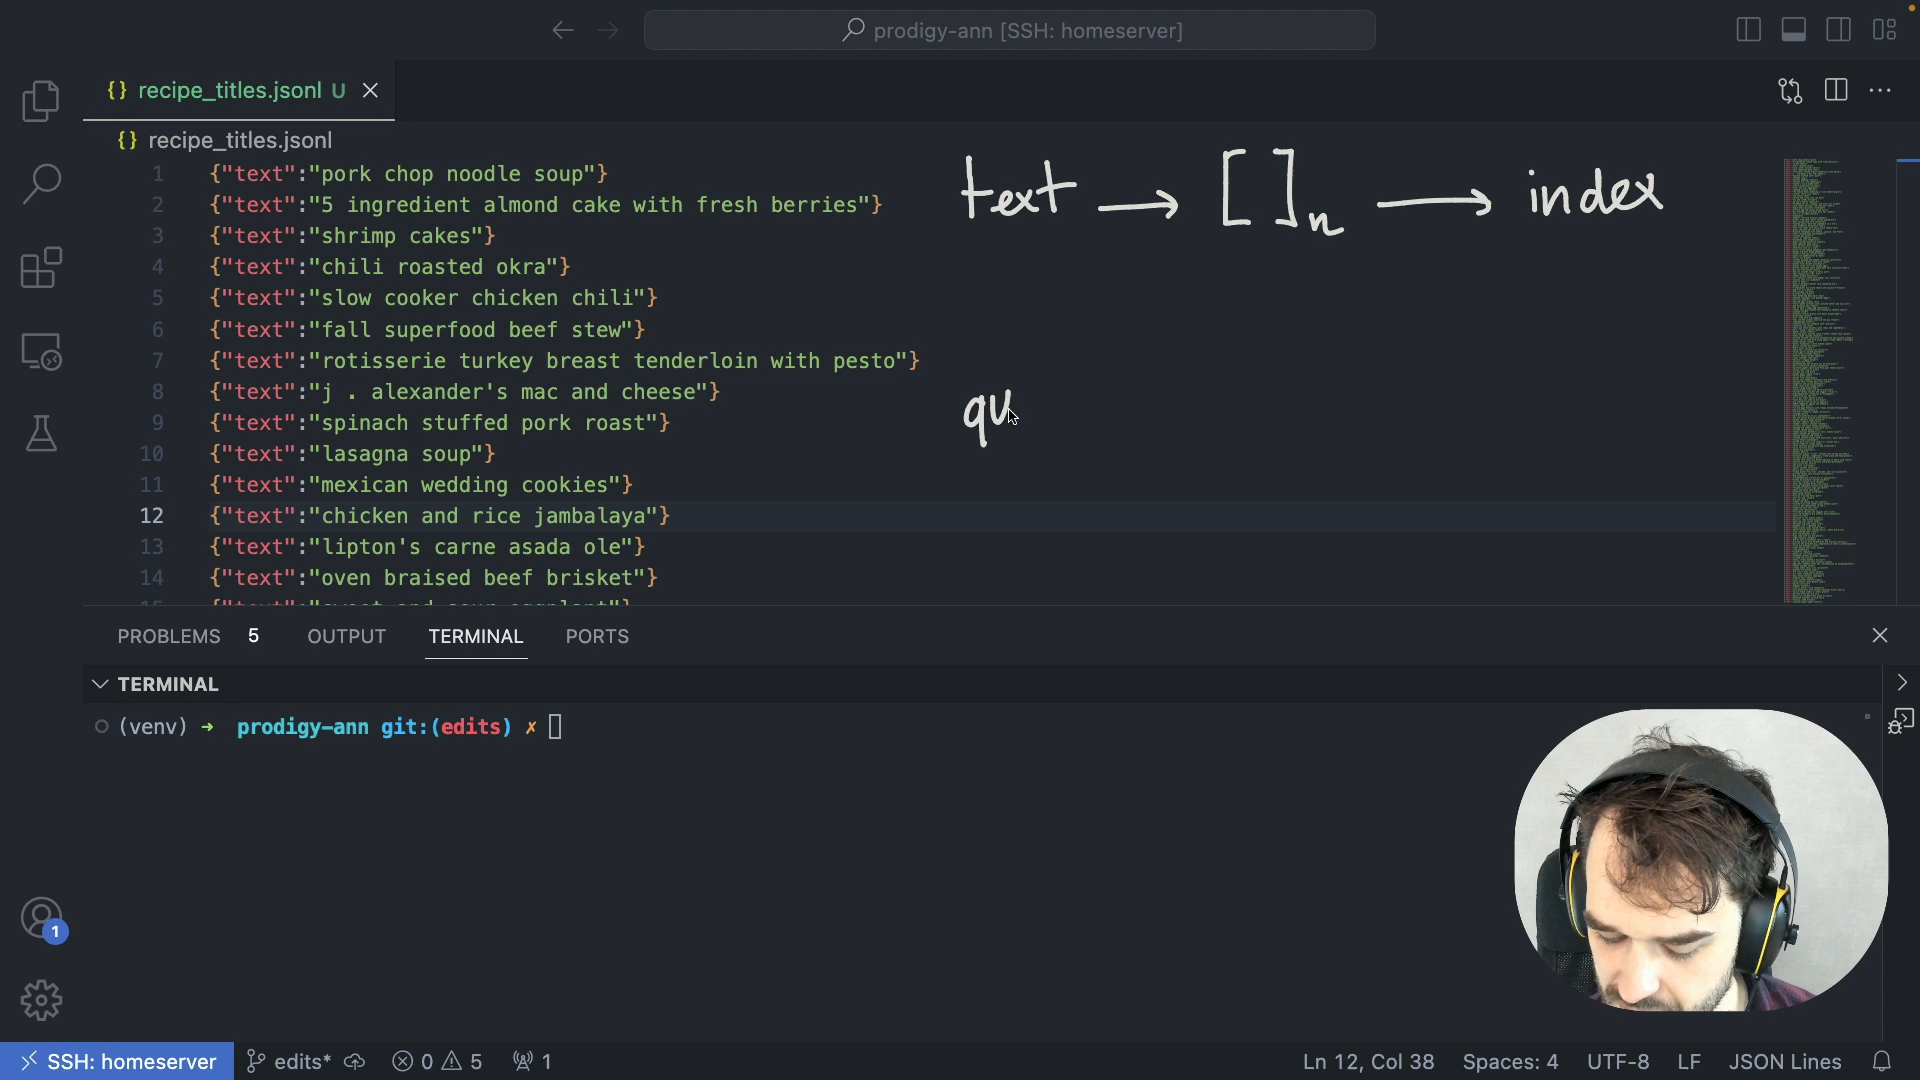 prodigy-ann [SSH: homeserver]
{} recipe_titles.jsonl U
{} recipe_titles.jsonl
1 {"text":"pork chop noodle soup"}
2 {"text":"5 ingredient almond cake with fresh berries"}
3 {"text":"shrimp cakes"}
4 {"text":"chili roasted okra"}
5 {"text":"slow cooker chicken chili"}
6 {"text":"fall superfood beef stew"}
7 {"text":"rotisserie turkey breast tenderloin with pesto"}
8 {"text":"j . alexander's mac and cheese"}
9 {"text":"spinach stuffed pork roast"}
10 {"text":"lasagna soup"}
11 {"text":"mexican wedding cookies"}
12 {"text":"chicken and rice jambalaya"}
13 {"text":"lipton's carne asada ole"}
14 {"text":"oven braised beef brisket"}
text → [ ]n → index
qu
PROBLEMS 5 OUTPUT TERMINAL PORTS
TERMINAL
(venv) ➜ prodigy-ann git:(edits) ✗
1
SSH: homeserver edits* 0 5 1 Ln 12, Col 38 Spaces: 4 UTF-8 LF JSON Lines